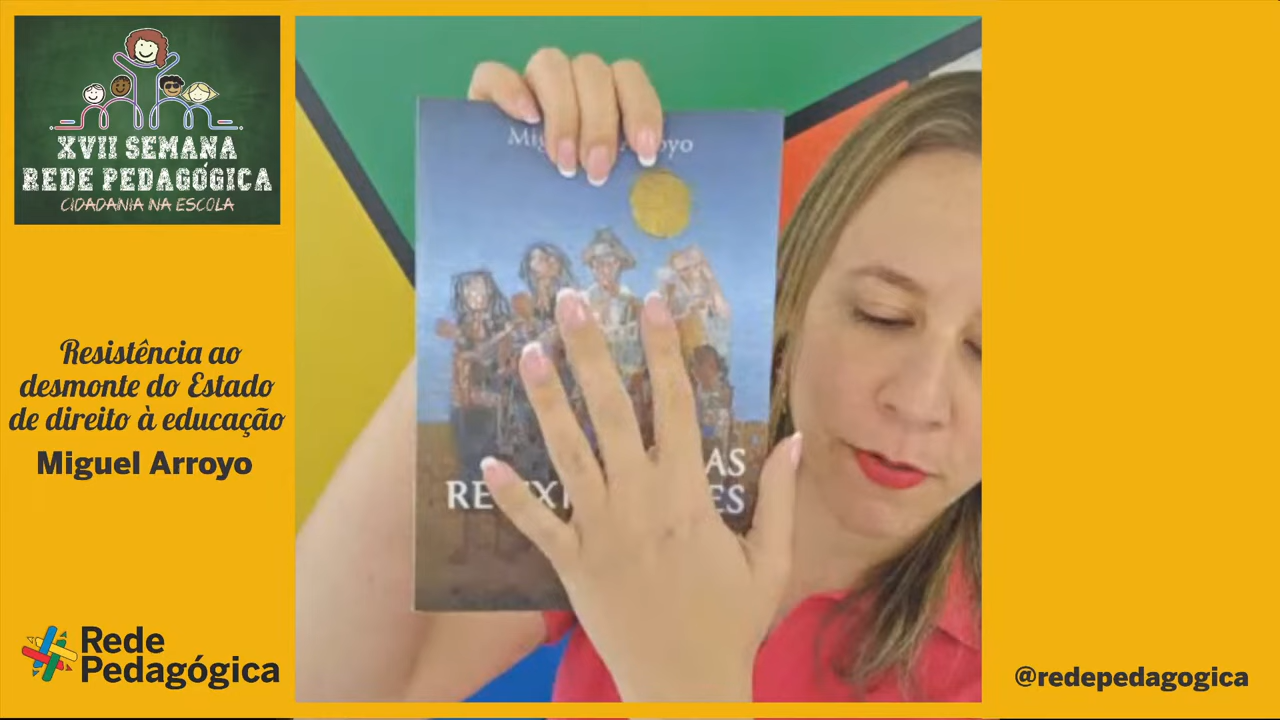 XVII SEMANA
REDE PEDAGÓGICA
CIDADANIA NA ESCOLA
Resistência ao
desmonte do Estado
de direito à educação
Miguel Arroyo
Rede
Pedagógica
@redepedagogica